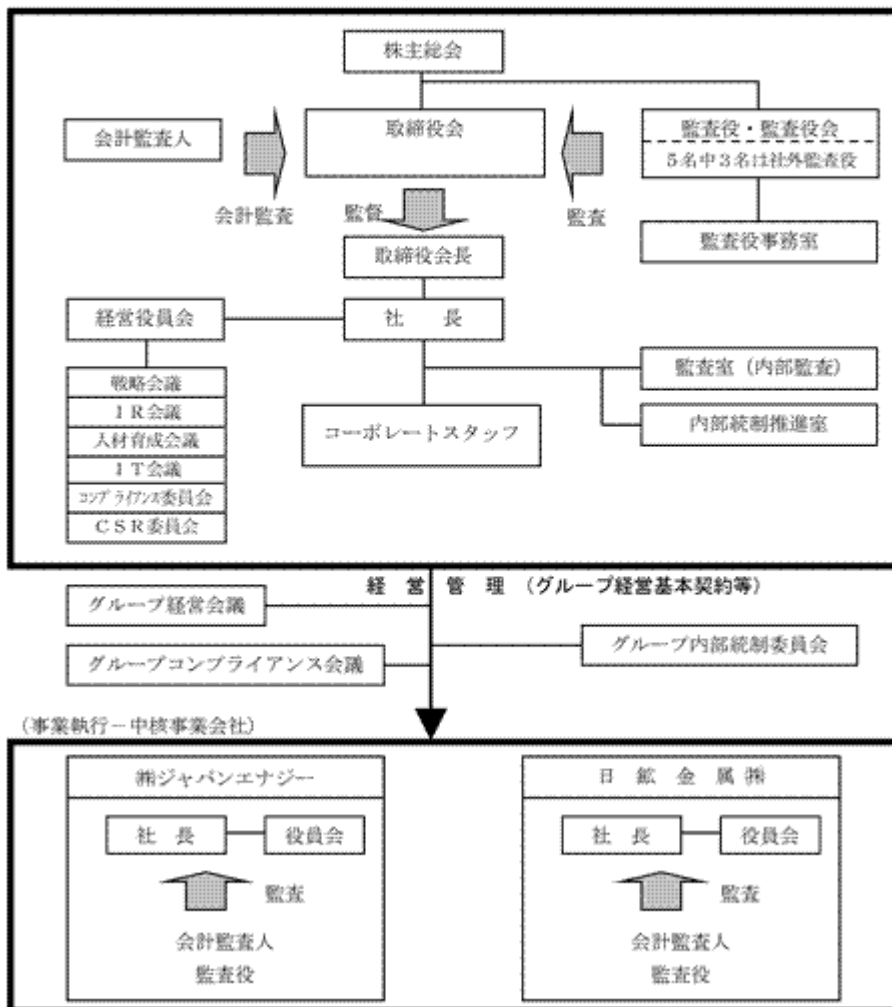 株主総会
会計監査人
取締役会
監査役・監査役会
5名中3名は社外監査役
会計監査
監督
監査
監査役事務室
取締役会長
経営役員会
社　長
戦略会議
IR会議
人材育成会議
IT会議
コンプライアンス委員会
CSR委員会
監査室（内部監査）
コーポレートスタッフ
内部統制推進室
経 営 管 理 （グループ経営基本契約等）
グループ経営会議
グループ内部統制委員会
グループコンプライアンス会議
（事業執行－中核事業会社）
㈱ジャパンエナジー
社 長
役員会
監査
会計監査人
監査役
日 鉱 金 属 ㈱
社 長
役員会
監査
会計監査人
監査役